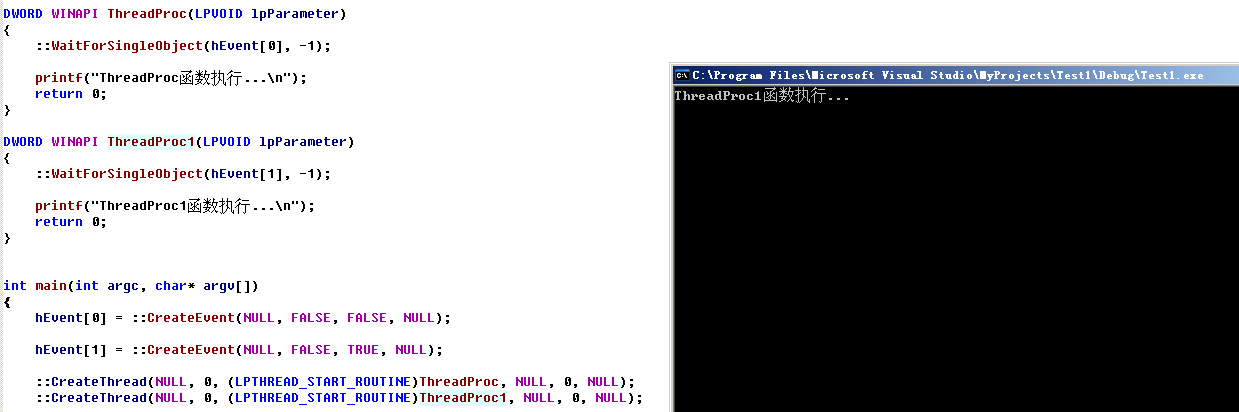 DWORD WINAPI ThreadProc(LPVOID lpParameter)
{
::WaitForSingleObject(hEvent[0], -1);
printf("ThreadProc函数执行...\n");
return 0;
}
DWORD WINAPI ThreadProc1(LPVOID lpParameter)
{
::WaitForSingleObject(hEvent[1], -1);
printf("ThreadProc1函数执行...\n");
return 0;
}
int main(int argc, char* argv[])
{
hEvent[0] = ::CreateEvent(NULL, FALSE, FALSE, NULL);
hEvent[1] = ::CreateEvent(NULL, FALSE, TRUE, NULL);
::CreateThread(NULL, 0, (LPTHREAD_START_ROUTINE)ThreadProc, NULL, 0, NULL);
::CreateThread(NULL, 0, (LPTHREAD_START_ROUTINE)ThreadProc1, NULL, 0, NULL);
C:\Program Files\Microsoft Visual Studio\MyProjects\Test1\Debug\Test1.exe
ThreadProc1函数执行...